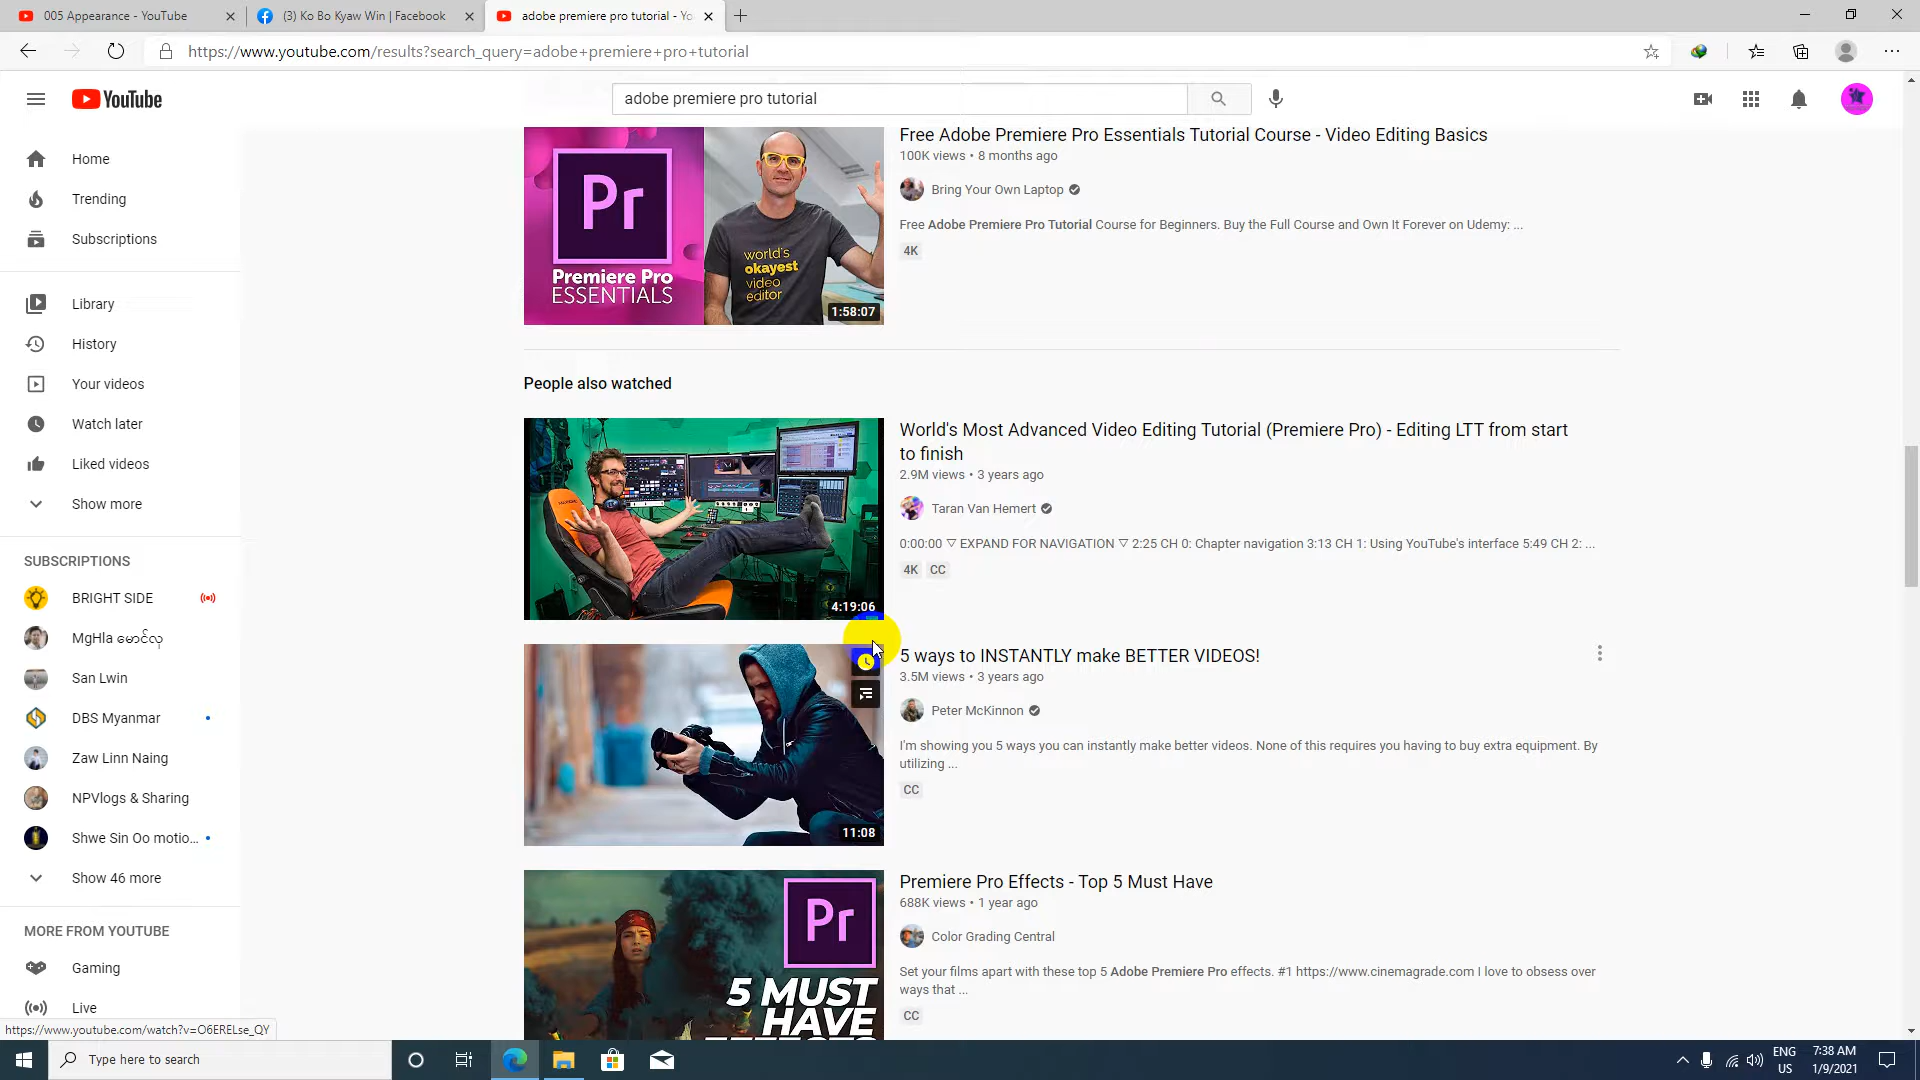 005 Appearance - YouTube
(3) Ko Bo Kyaw Win | Facebook
adobe premiere pro tutorial - Yo
https://www.youtube.com/results?search_query=adobe+premiere+pro+tutorial
YouTube
adobe premiere pro tutorial
Home
Trending
Subscriptions
Library
History
Your videos
Watch later
Liked videos
Show more
SUBSCRIPTIONS
BRIGHT SIDE
MgHla မောင်လှ
San Lwin
DBS Myanmar
Zaw Linn Naing
NPVlogs & Sharing
Shwe Sin Oo motio...
Show 46 more
MORE FROM YOUTUBE
Gaming
Live
Pr
Premiere Pro
ESSENTIALS
world's
okayest
video
editor
1:58:07
Free Adobe Premiere Pro Essentials Tutorial Course - Video Editing Basics
100K views • 8 months ago
Bring Your Own Laptop
Free Adobe Premiere Pro Tutorial Course for Beginners. Buy the Full Course and Own It Forever on Udemy: ...
4K
People also watched
4:19:06
World's Most Advanced Video Editing Tutorial (Premiere Pro) - Editing LTT from start
to finish
2.9M views • 3 years ago
Taran Van Hemert
0:00:00 ▽ EXPAND FOR NAVIGATION ▽ 2:25 CH 0: Chapter navigation 3:13 CH 1: Using YouTube's interface 5:49 CH 2: ...
4K CC
11:08
5 ways to INSTANTLY make BETTER VIDEOS!
3.5M views • 3 years ago
Peter McKinnon
I'm showing you 5 ways you can instantly make better videos. None of this requires you having to buy extra equipment. By
utilizing ...
CC
Pr
5 MUST
HAVE
Premiere Pro Effects - Top 5 Must Have
688K views • 1 year ago
Color Grading Central
Set your films apart with these top 5 Adobe Premiere Pro effects. #1 https://www.cinemagrade.com I love to obsess over
ways that ...
CC
https://www.youtube.com/watch?v=O6ERELse_QY
Type here to search
ENG
US
7:38 AM
1/9/2021